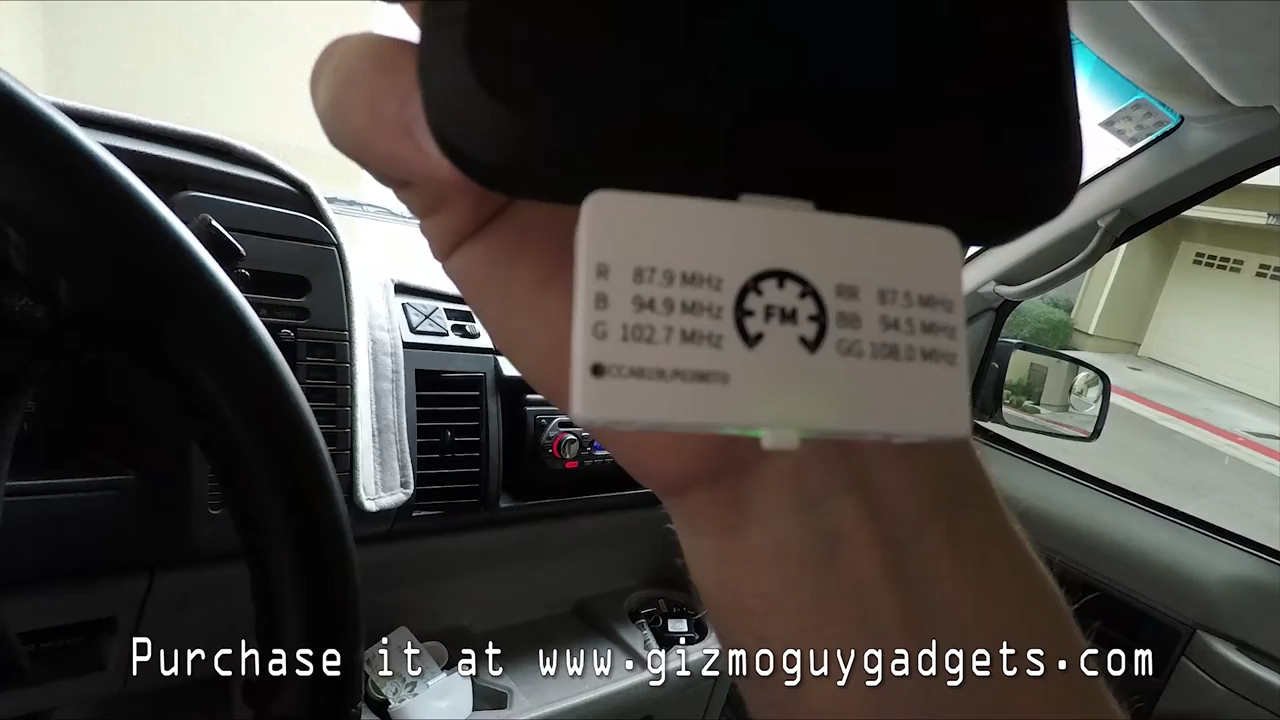 R 87.9 MHz
B 94.9 MHz
G 102.7 MHz
FM
RR 87.5 MHz
BB 94.5 MHz
GG 108.0 MHz
Purchase it at www.gizmoguygadgets.com